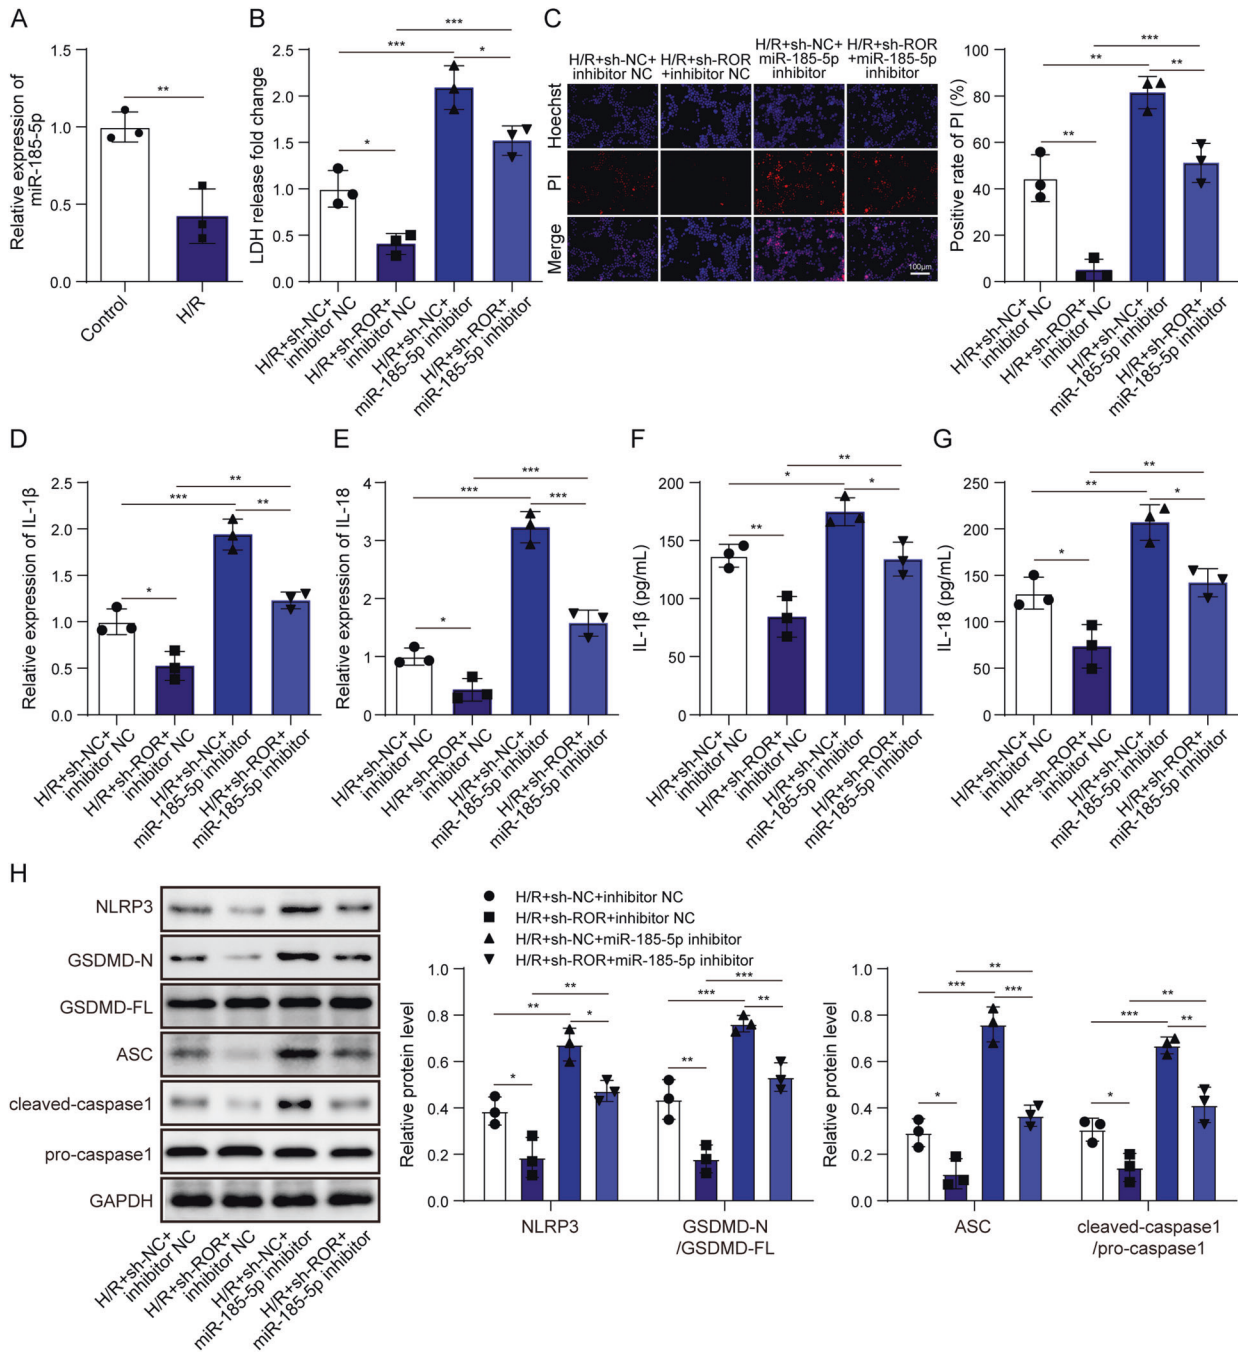 A
Relative expression of
miR-185-5p
1.5
1.0
0.5
0.0
**
Control
H/R
B
LDH release fold change
2.5
2.0
1.5
1.0
0.5
0.0
***
***
*
*
H/R+sh-NC+
inhibitor NC
H/R+sh-ROR+
inhibitor NC
H/R+sh-NC+
miR-185-5p inhibitor
H/R+sh-ROR+
miR-185-5p inhibitor
C
H/R+sh-NC+
inhibitor NC
H/R+sh-ROR
+inhibitor NC
H/R+sh-NC+
miR-185-5p
inhibitor
H/R+sh-ROR
+miR-185-5p
inhibitor
Hoechst
PI
Merge
100μm
Positive rate of PI (%)
100
80
60
40
20
0
***
**
**
**
H/R+sh-NC+
inhibitor NC
H/R+sh-ROR+
inhibitor NC
H/R+sh-NC+
miR-185-5p inhibitor
H/R+sh-ROR+
miR-185-5p inhibitor
D
Relative expression of IL-1β
2.5
2.0
1.5
1.0
0.5
0.0
**
***
**
*
H/R+sh-NC+
inhibitor NC
H/R+sh-ROR+
inhibitor NC
H/R+sh-NC+
miR-185-5p inhibitor
H/R+sh-ROR+
miR-185-5p inhibitor
E
Relative expression of IL-18
4
3
2
1
0
***
***
***
*
H/R+sh-NC+
inhibitor NC
H/R+sh-ROR+
inhibitor NC
H/R+sh-NC+
miR-185-5p inhibitor
H/R+sh-ROR+
miR-185-5p inhibitor
F
IL-1β (pg/mL)
200
150
100
50
0
**
*
*
**
H/R+sh-NC+
inhibitor NC
H/R+sh-ROR+
inhibitor NC
H/R+sh-NC+
miR-185-5p inhibitor
H/R+sh-ROR+
miR-185-5p inhibitor
G
IL-18 (pg/mL)
250
200
150
100
50
0
**
**
*
*
H/R+sh-NC+
inhibitor NC
H/R+sh-ROR+
inhibitor NC
H/R+sh-NC+
miR-185-5p inhibitor
H/R+sh-ROR+
miR-185-5p inhibitor
H
NLRP3
GSDMD-N
GSDMD-FL
ASC
cleaved-caspase1
pro-caspase1
GAPDH
H/R+sh-NC+
inhibitor NC
H/R+sh-ROR+
inhibitor NC
H/R+sh-NC+
miR-185-5p inhibitor
H/R+sh-ROR+
miR-185-5p inhibitor
H/R+sh-NC+inhibitor NC
H/R+sh-ROR+inhibitor NC
H/R+sh-NC+miR-185-5p inhibitor
H/R+sh-ROR+miR-185-5p inhibitor
Relative protein level
1.0
0.8
0.6
0.4
0.2
0.0
**
**
*
*
***
***
**
**
NLRP3
GSDMD-N
/GSDMD-FL
Relative protein level
0.8
0.6
0.4
0.2
0.0
**
***
***
*
**
***
**
*
ASC
cleaved-caspase1
/pro-caspase1